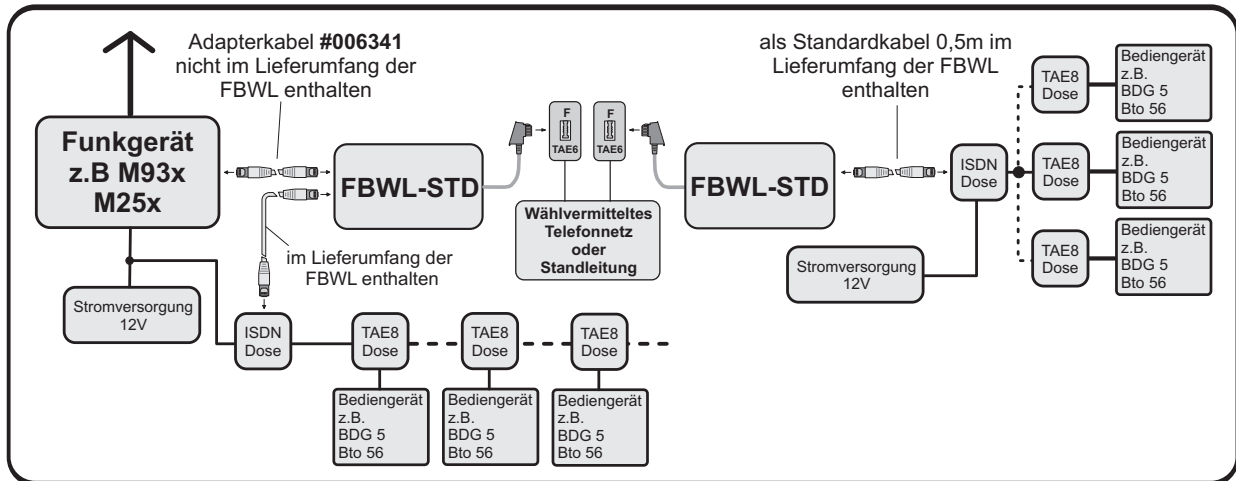 Adapterkabel #006341
nicht im Lieferumfang der
FBWL enthalten
als Standardkabel 0,5m im
Lieferumfang der FBWL
enthalten
Funkgerät
z.B M93x
M25x
FBWL-STD
F
TAE6
F
TAE6
FBWL-STD
ISDN
Dose
TAE8
Dose
Bediengerät
z.B.
BDG 5
Bto 56
TAE8
Dose
Bediengerät
z.B.
BDG 5
Bto 56
TAE8
Dose
Bediengerät
z.B.
BDG 5
Bto 56
Wählvermitteltes
Telefonnetz
oder
Standleitung
im Lieferumfang der
FBWL enthalten
Stromversorgung
12V
Stromversorgung
12V
ISDN
Dose
TAE8
Dose
TAE8
Dose
TAE8
Dose
Bediengerät
z.B.
BDG 5
Bto 56
Bediengerät
z.B.
BDG 5
Bto 56
Bediengerät
z.B.
BDG 5
Bto 56